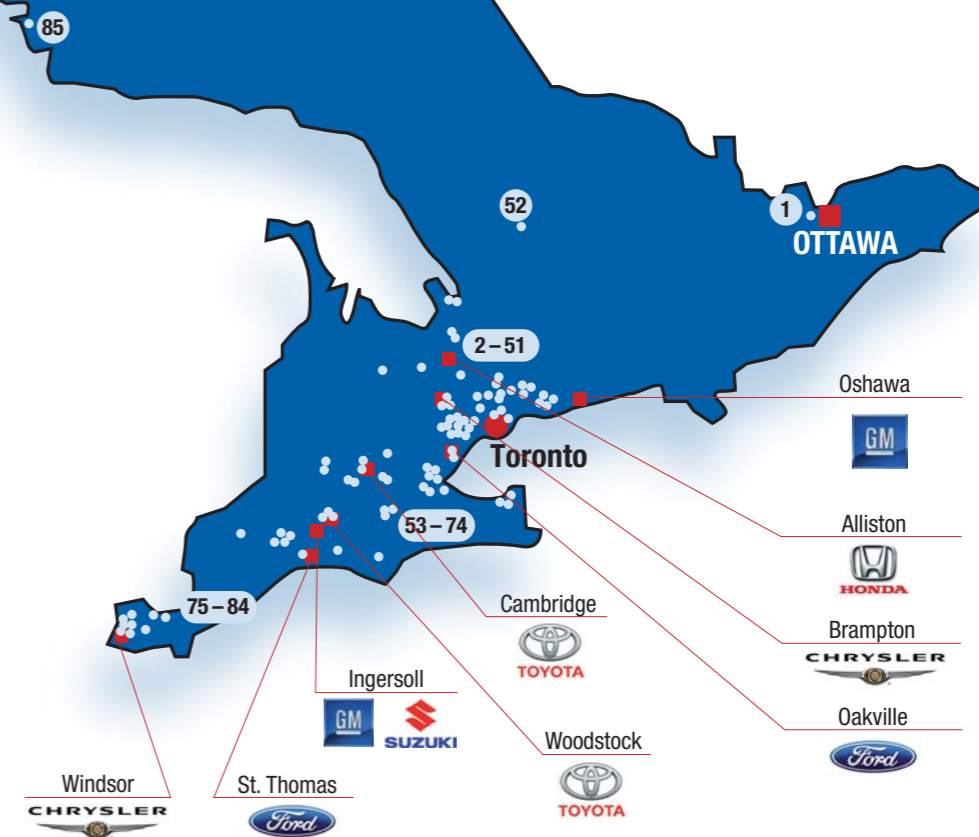 85
52
1
OTTAWA
2 – 51
Oshawa
GM
Toronto
Alliston
HONDA
53 – 74
Cambridge
TOYOTA
75 – 84
Brampton
CHRYSLER
Ingersoll
GM
SUZUKI
Oakville
Ford
Woodstock
TOYOTA
Windsor
CHRYSLER
St. Thomas
Ford